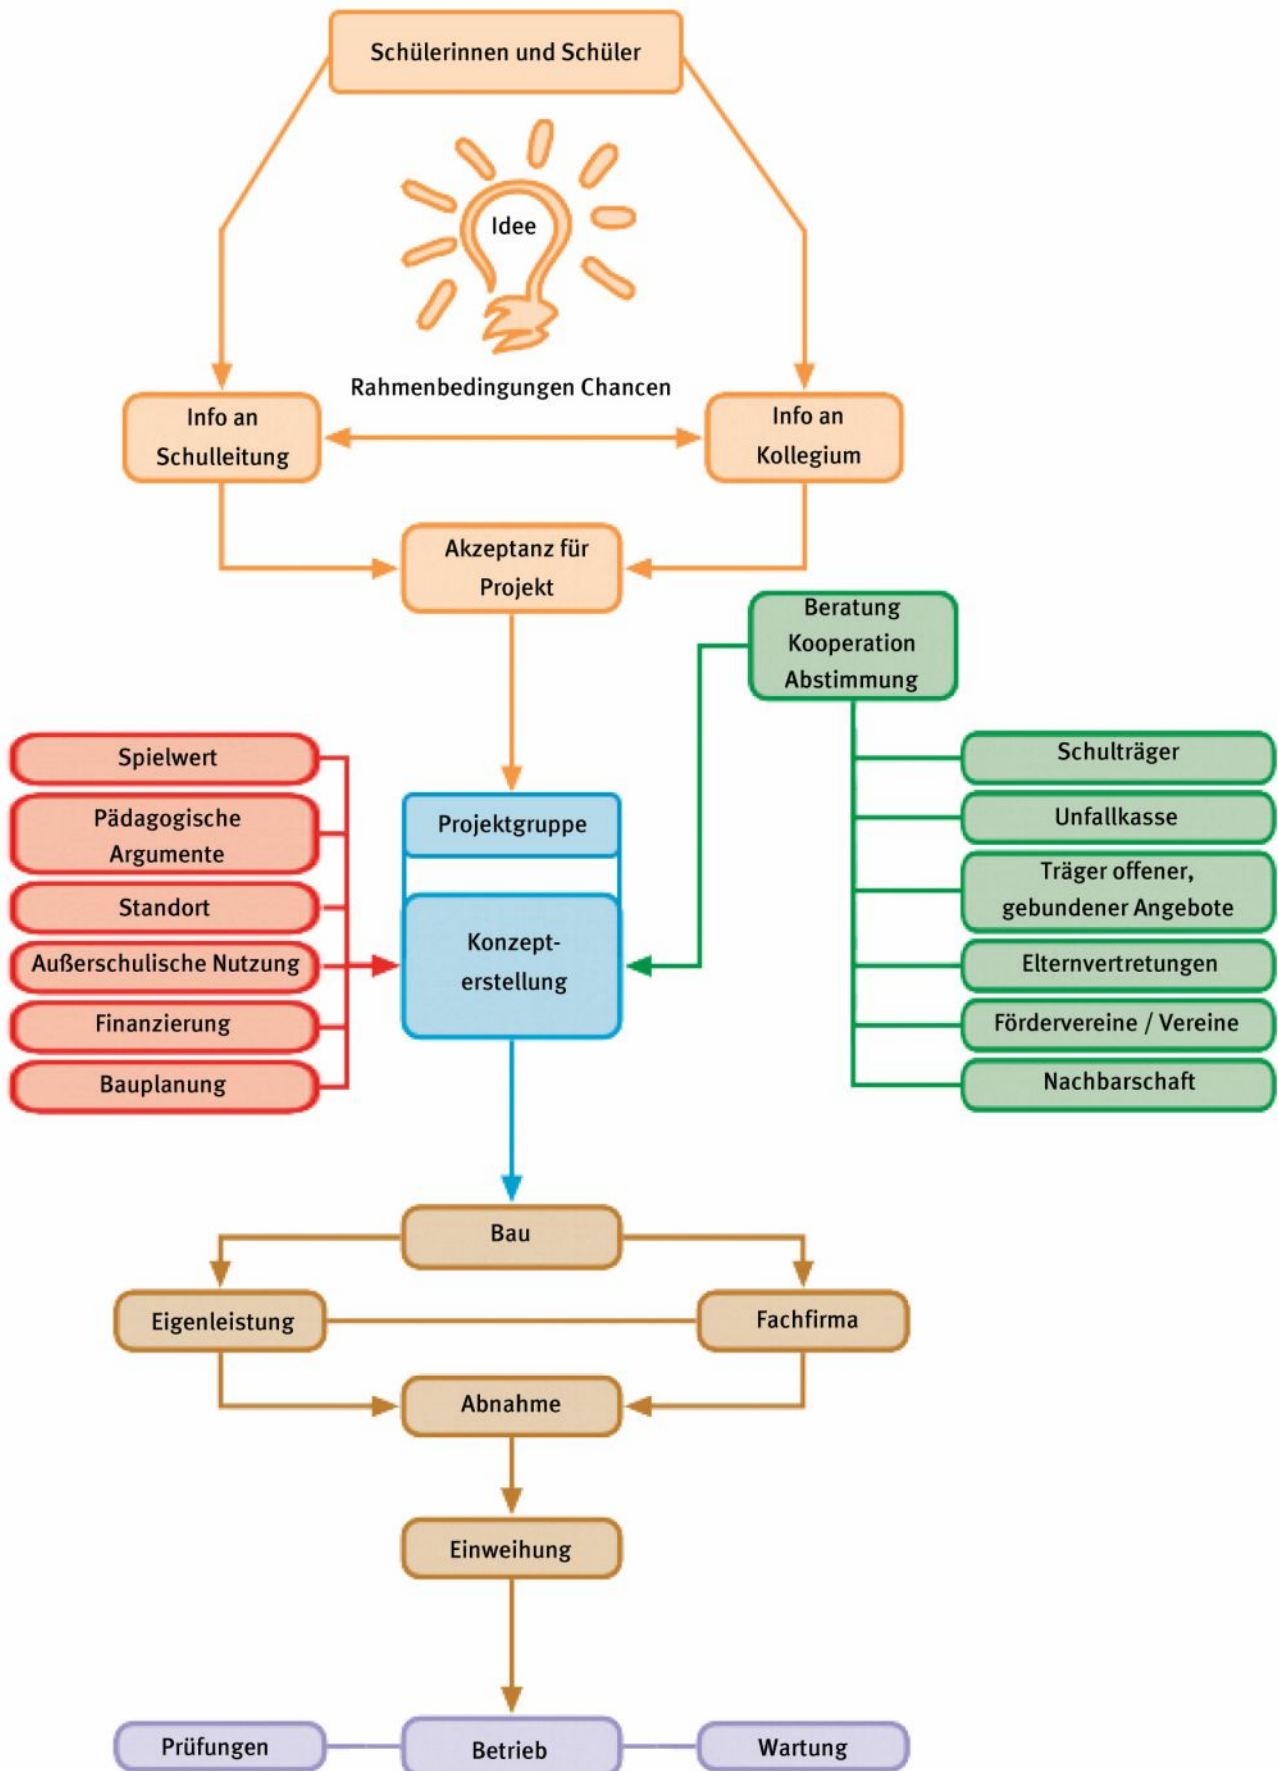 Schülerinnen und Schüler
Idee
Rahmenbedingungen Chancen
Info an
Schulleitung
Info an
Kollegium
Akzeptanz für
Projekt
Beratung
Kooperation
Abstimmung
Spielwert
Pädagogische
Argumente
Standort
Außerschulische Nutzung
Finanzierung
Bauplanung
Projektgruppe
Konzept-
erstellung
Schulträger
Unfallkasse
Träger offener,
gebundener Angebote
Elternvertretungen
Fördervereine / Vereine
Nachbarschaft
Bau
Eigenleistung
Fachfirma
Abnahme
Einweihung
Prüfungen
Betrieb
Wartung